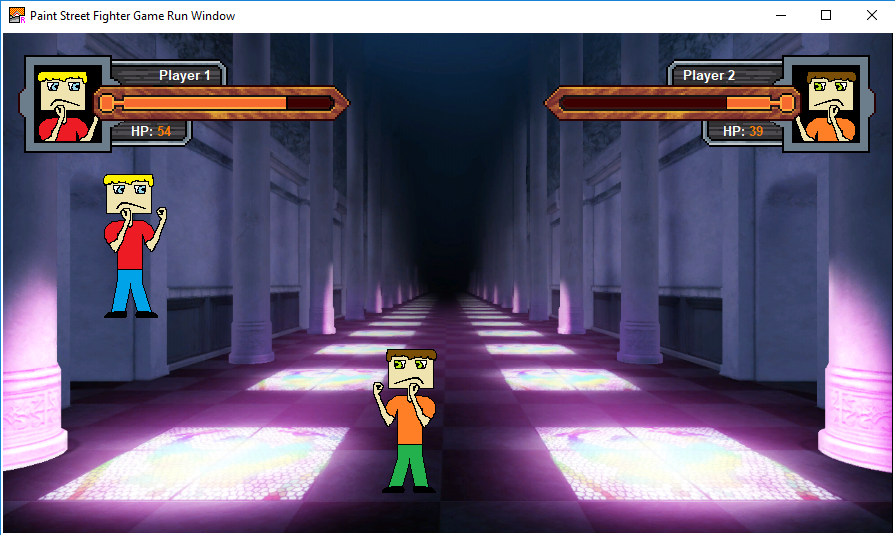 Paint Street Fighter Game Run Window
Player 1
Player 2
HP: 54
HP: 39